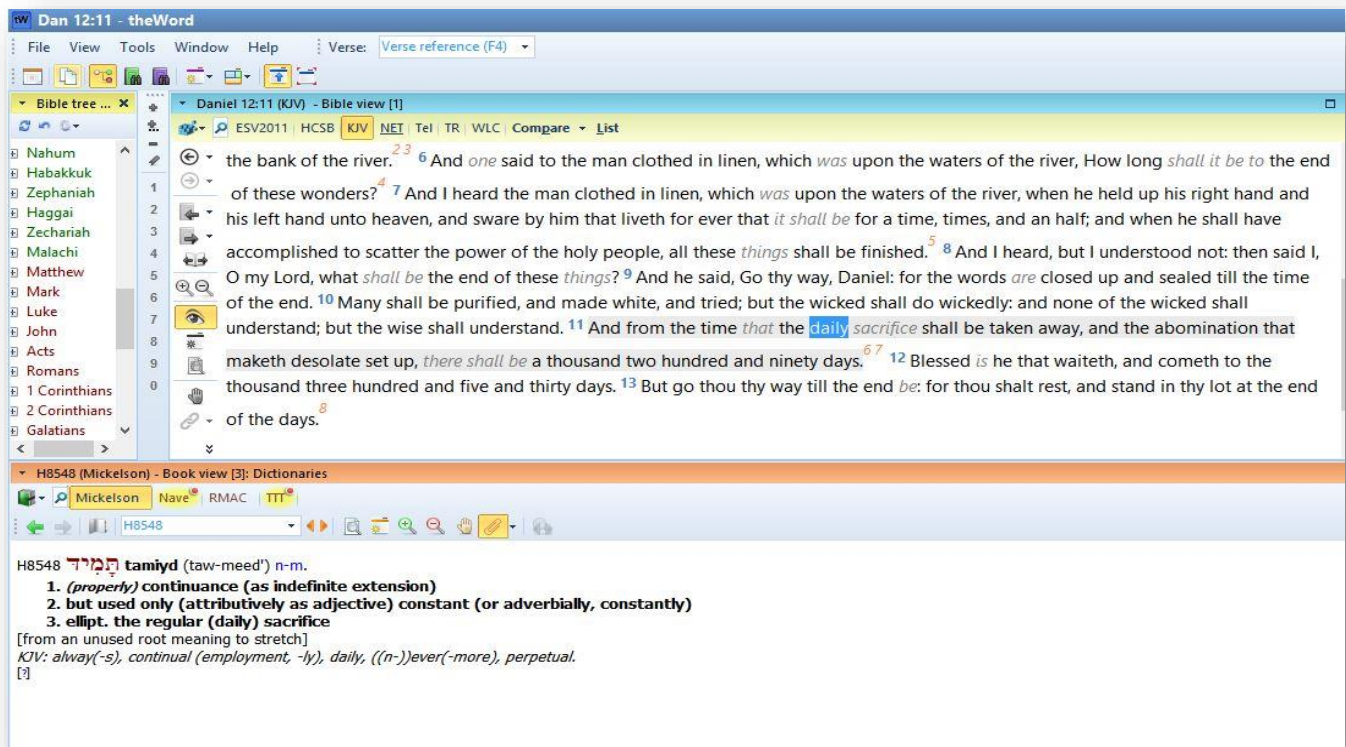 Dan 12:11 - theWord
File View Tools Window Help Verse: Verse reference (F4)
Bible tree ...
Daniel 12:11 (KJV) - Bible view [1]
ESV2011 HCSB KJV NET Tel TR WLC Compare List
Nahum
Habakkuk
Zephaniah
Haggai
Zechariah
Malachi
Matthew
Mark
Luke
John
Acts
Romans
1 Corinthians
2 Corinthians
Galatians
1
2
3
4
5
6
7
8
9
0
the bank of the river. 2 3 6 And one said to the man clothed in linen, which was upon the waters of the river, How long shall it be to the end
of these wonders? 4 7 And I heard the man clothed in linen, which was upon the waters of the river, when he held up his right hand and
his left hand unto heaven, and sware by him that liveth for ever that it shall be for a time, times, and an half; and when he shall have
accomplished to scatter the power of the holy people, all these things shall be finished. 5 8 And I heard, but I understood not: then said I,
O my Lord, what shall be the end of these things? 9 And he said, Go thy way, Daniel: for the words are closed up and sealed till the time
of the end. 10 Many shall be purified, and made white, and tried; but the wicked shall do wickedly: and none of the wicked shall
understand; but the wise shall understand. 11 And from the time that the daily sacrifice shall be taken away, and the abomination that
maketh desolate set up, there shall be a thousand two hundred and ninety days. 6 7 12 Blessed is he that waiteth, and cometh to the
thousand three hundred and five and thirty days. 13 But go thou thy way till the end be: for thou shalt rest, and stand in thy lot at the end
of the days. 8
H8548 (Mickelson) - Book view [3]: Dictionaries
Mickelson Nave RMAC TTT
H8548
H8548 תָּמִיד tamiyd (taw-meed') n-m.
1. (properly) continuance (as indefinite extension)
2. but used only (attributively as adjective) constant (or adverbially, constantly)
3. ellipt. the regular (daily) sacrifice
[from an unused root meaning to stretch]
KJV: alway(-s), continual (employment, -ly), daily, ((n-))ever(-more), perpetual.
[?]